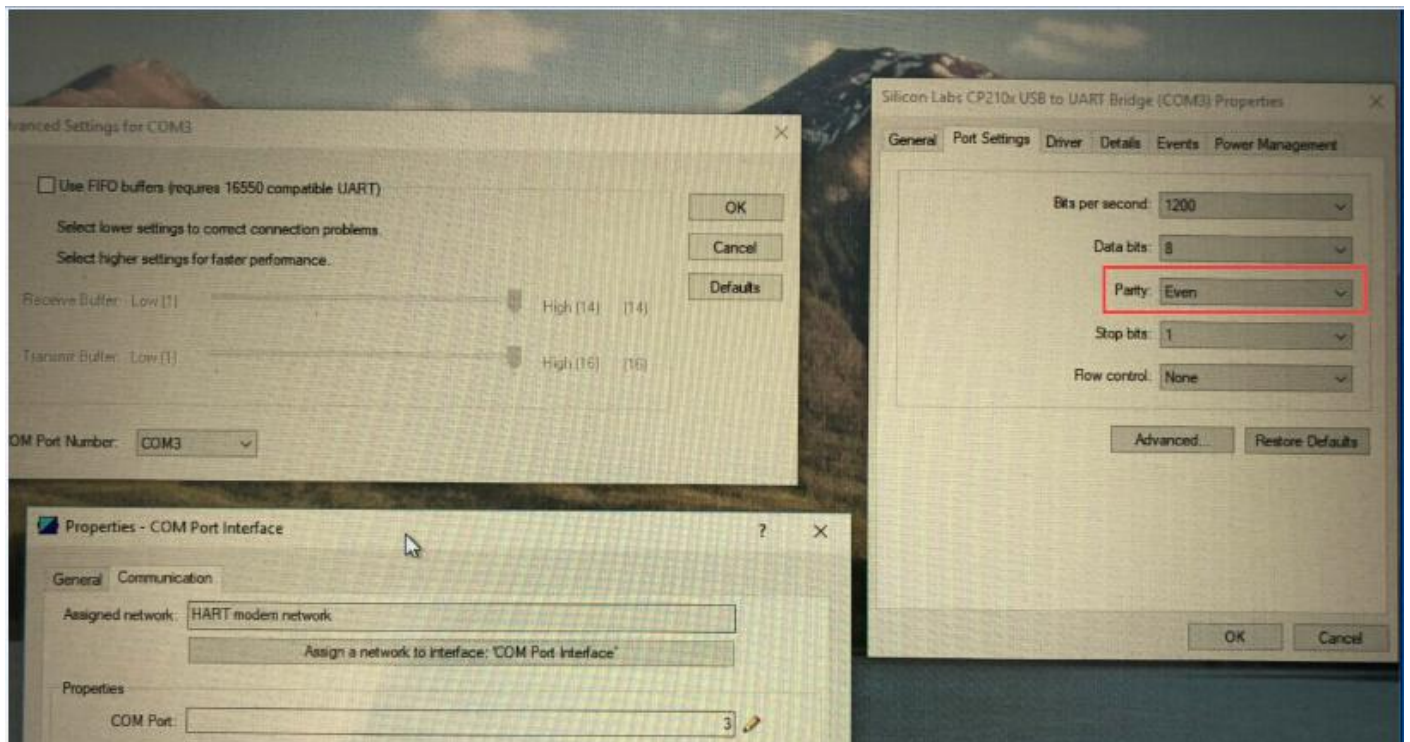 vanced Settings for COM3
Use FIFO buffers (requires 16550 compatible UART)
Select lower settings to correct connection problems.
Select higher settings for faster performance.
Receive Buffer: Low (1) High (14) (14)
Transmit Buffer: Low (1) High (16) (16)
OM Port Number: COM3
OK
Cancel
Defaults
Silicon Labs CP210x USB to UART Bridge (COM3) Properties
General Port Settings Driver Details Events Power Management
Bits per second: 1200
Data bits: 8
Parity: Even
Stop bits: 1
Flow control: None
Advanced... Restore Defaults
OK Cancel
Properties - COM Port Interface ?
General Communication
Assigned network: HART modem network
Assign a network to interface: 'COM Port Interface'
Properties
COM Port: 3